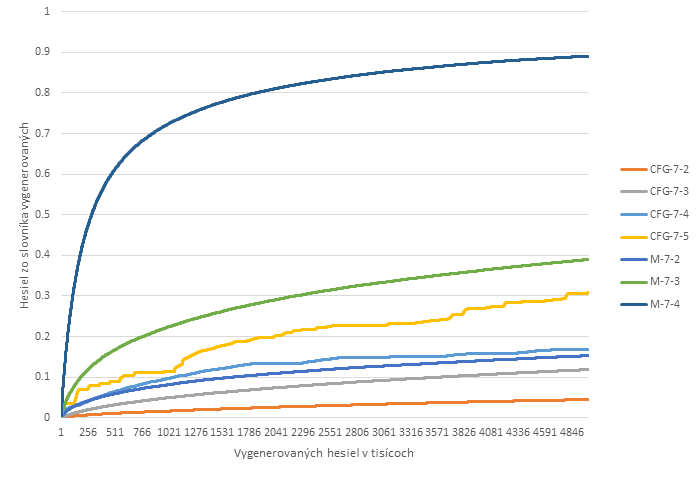 1
0.9
0.8
0.7
0.6
0.5
0.4
0.3
0.2
0.1
0
Hesiel zo slovníka vygenerovaných
1 256 511 766 1021 1276 1531 1786 2041 2296 2551 2806 3061 3316 3571 3826 4081 4336 4591 4846
Vygenerovaných hesiel v tisícoch
CFG-7-2
CFG-7-3
CFG-7-4
CFG-7-5
M-7-2
M-7-3
M-7-4